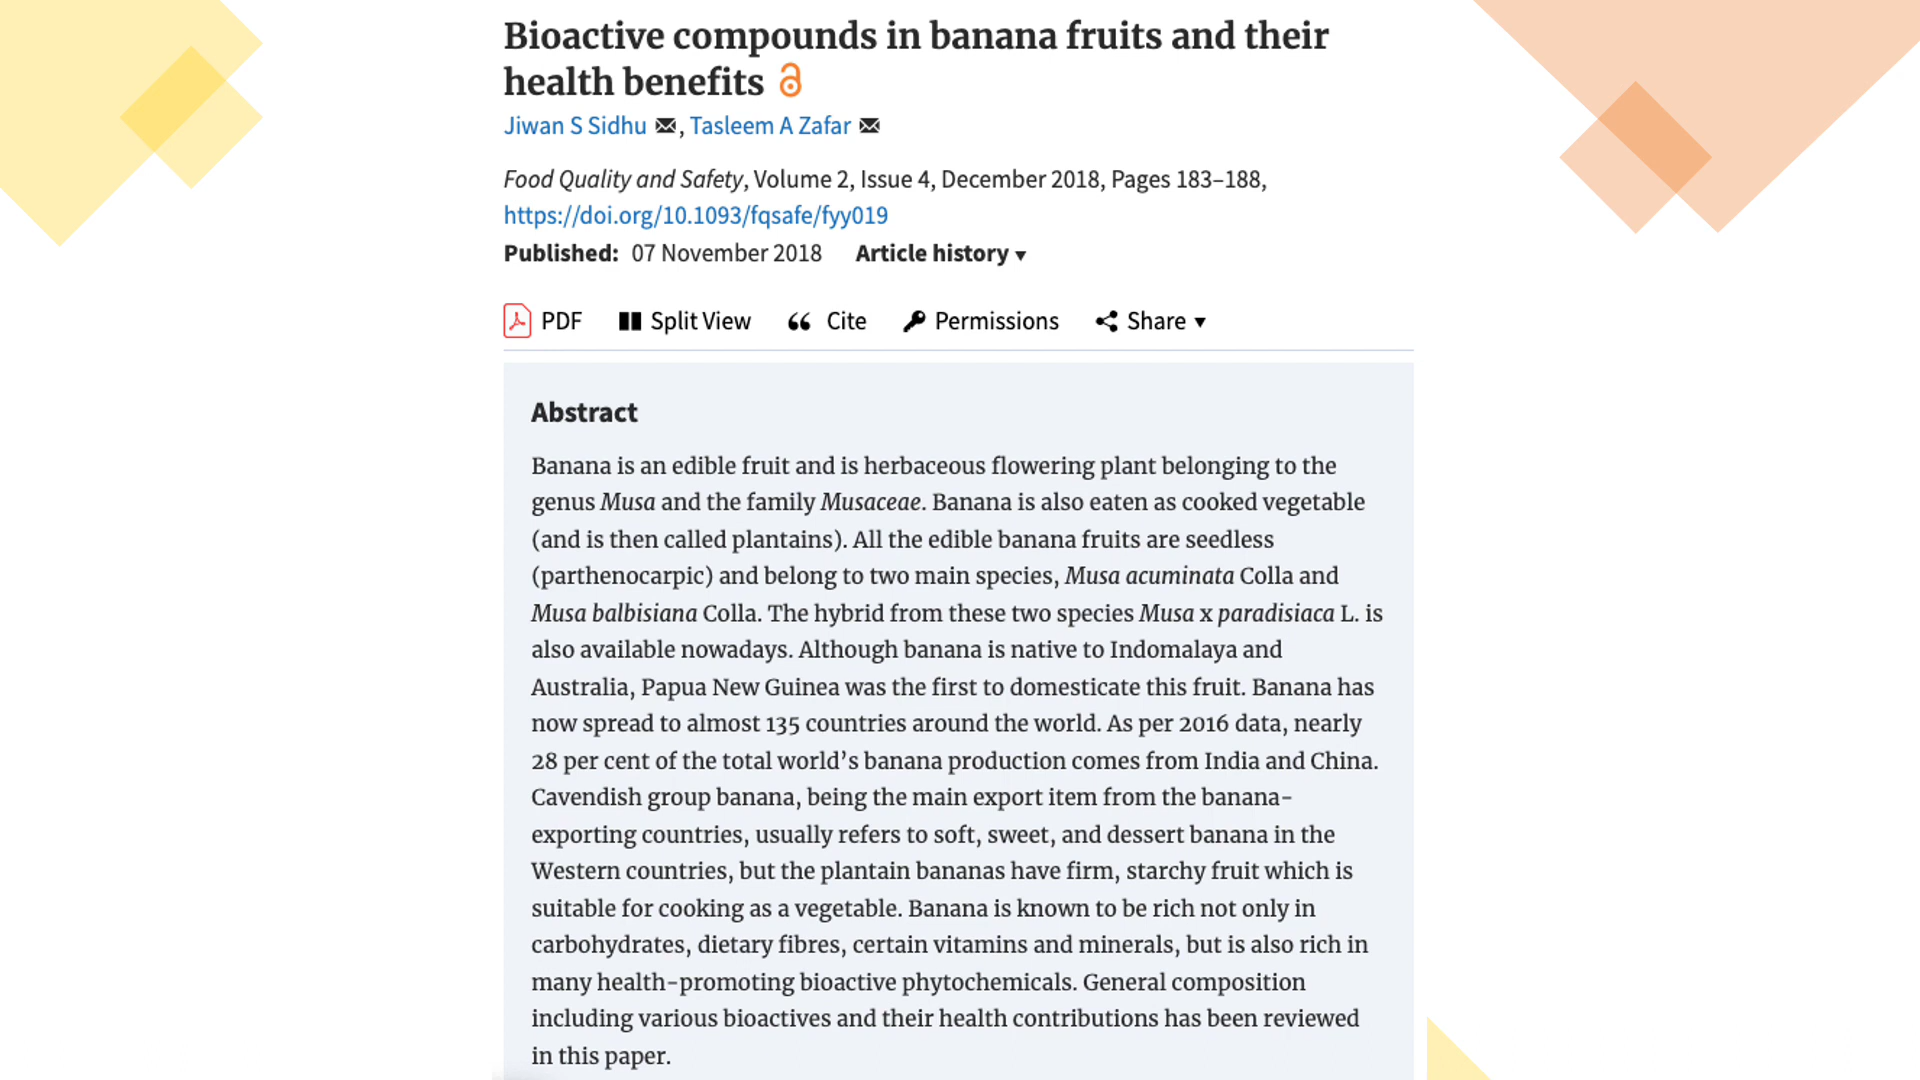 Bioactive compounds in banana fruits and their
health benefits
Jiwan S Sidhu , Tasleem A Zafar
Food Quality and Safety, Volume 2, Issue 4, December 2018, Pages 183–188,
https://doi.org/10.1093/fqsafe/fyy019
Published: 07 November 2018 Article history ▾
PDF Split View Cite Permissions Share ▾
Abstract
Banana is an edible fruit and is herbaceous flowering plant belonging to the
genus Musa and the family Musaceae. Banana is also eaten as cooked vegetable
(and is then called plantains). All the edible banana fruits are seedless
(parthenocarpic) and belong to two main species, Musa acuminata Colla and
Musa balbisiana Colla. The hybrid from these two species Musa x paradisiaca L. is
also available nowadays. Although banana is native to Indomalaya and
Australia, Papua New Guinea was the first to domesticate this fruit. Banana has
now spread to almost 135 countries around the world. As per 2016 data, nearly
28 per cent of the total world’s banana production comes from India and China.
Cavendish group banana, being the main export item from the banana-
exporting countries, usually refers to soft, sweet, and dessert banana in the
Western countries, but the plantain bananas have firm, starchy fruit which is
suitable for cooking as a vegetable. Banana is known to be rich not only in
carbohydrates, dietary fibres, certain vitamins and minerals, but is also rich in
many health-promoting bioactive phytochemicals. General composition
including various bioactives and their health contributions has been reviewed
in this paper.